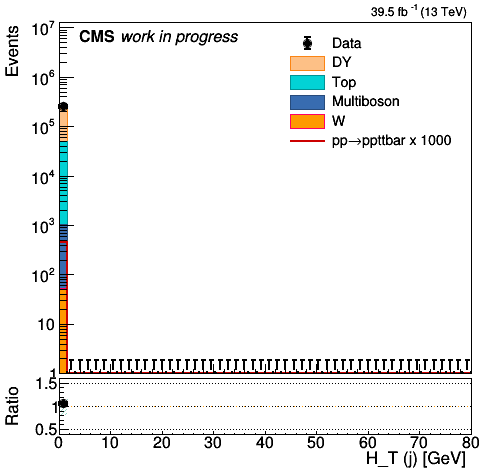 39.5 fb⁻¹ (13 TeV)
CMS work in progress
Events
10⁷
10⁶
10⁵
10⁴
10³
10²
10
1
Data
DY
Top
Multiboson
W
pp→ppttbar x 1000
Ratio
1.5
1
0.5
0 10 20 30 40 50 60 70 80
H_T (j) [GeV]